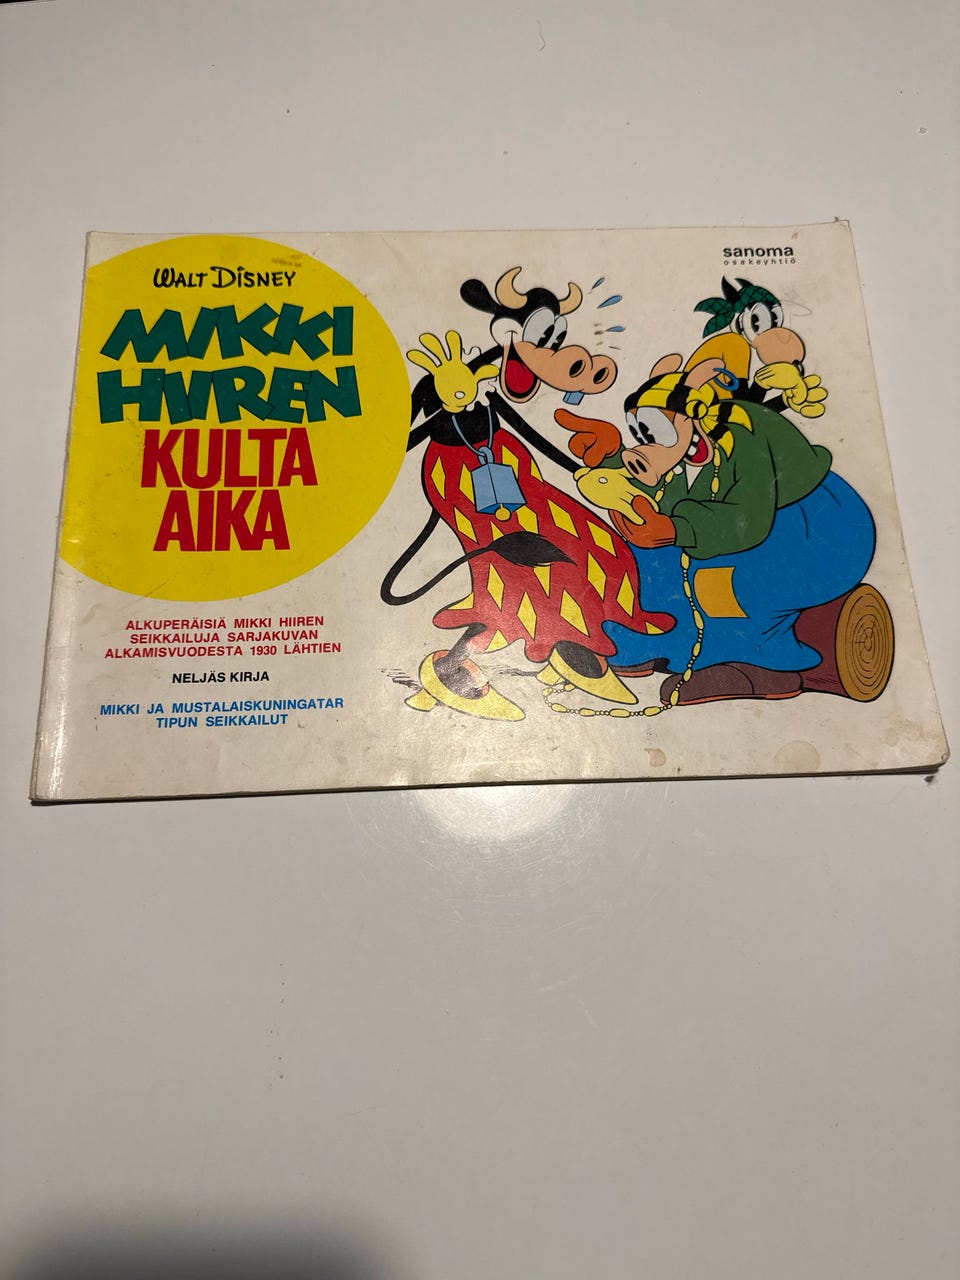 WALT DISNEY
MIKKI
HIIREN
KULTA
AIKA
sanoma
osakeyhtiö
ALKUPERÄISIÄ MIKKI HIIREN
SEIKKAILUJA SARJAKUVAN
ALKAMISVUODESTA 1930 LÄHTIEN
NELJÄS KIRJA
MIKKI JA MUSTALAISKUNINGATAR
TIPUN SEIKKAILUT